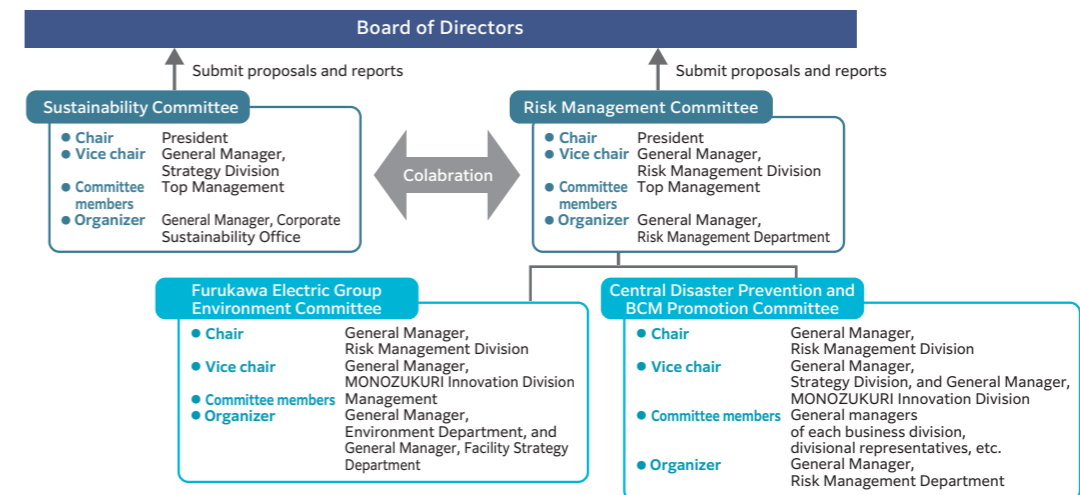 Board of Directors
Submit proposals and reports
Submit proposals and reports
Sustainability Committee
● Chair President
● Vice chair General Manager,
Strategy Division
● Committee Top Management
members
● Organizer General Manager, Corporate
Sustainability Office
Colabration
Risk Management Committee
● Chair President
● Vice chair General Manager,
Risk Management Division
● Committee Top Management
members
● Organizer General Manager,
Risk Management Department
Furukawa Electric Group
Environment Committee
● Chair General Manager,
Risk Management Division
● Vice chair General Manager,
MONOZUKURI Innovation Division
● Committee members Management
● Organizer General Manager,
Environment Department, and
General Manager, Facility Strategy
Department
Central Disaster Prevention and
BCM Promotion Committee
● Chair General Manager,
Risk Management Division
● Vice chair General Manager,
Strategy Division, and General Manager,
MONOZUKURI Innovation Division
● Committee members General managers
of each business division,
divisional representatives, etc.
● Organizer General Manager,
Risk Management Department